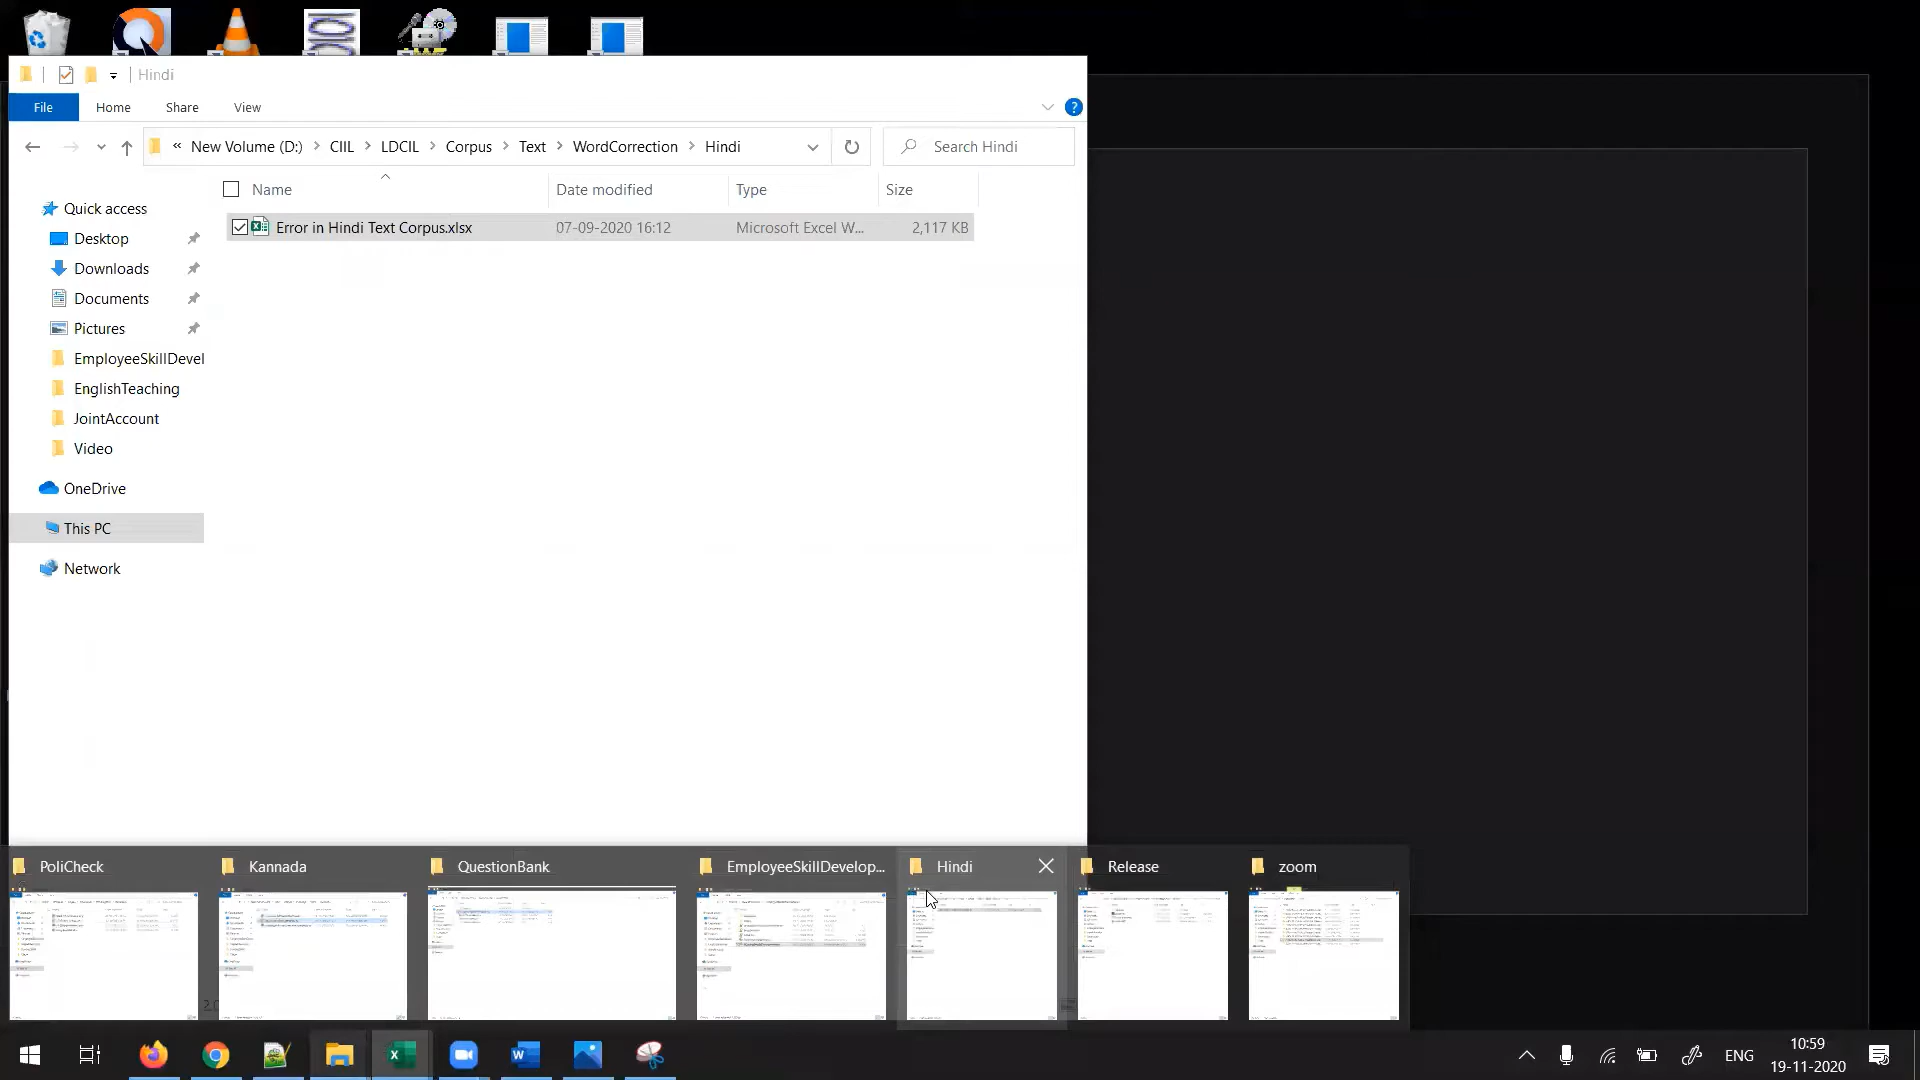 Hindi
File Home Share View
« New Volume (D:) > CIIL > LDCIL > Corpus > Text > WordCorrection > Hindi
Search Hindi
Name Date modified Type Size
Error in Hindi Text Corpus.xlsx 07-09-2020 16:12 Microsoft Excel W... 2,117 KB
Quick access
Desktop
Downloads
Documents
Pictures
EmployeeSkillDevel
EnglishTeaching
JointAccount
Video
OneDrive
This PC
Network
PoliCheck Kannada QuestionBank EmployeeSkillDevelop... Hindi Release zoom
ENG
10:59
19-11-2020